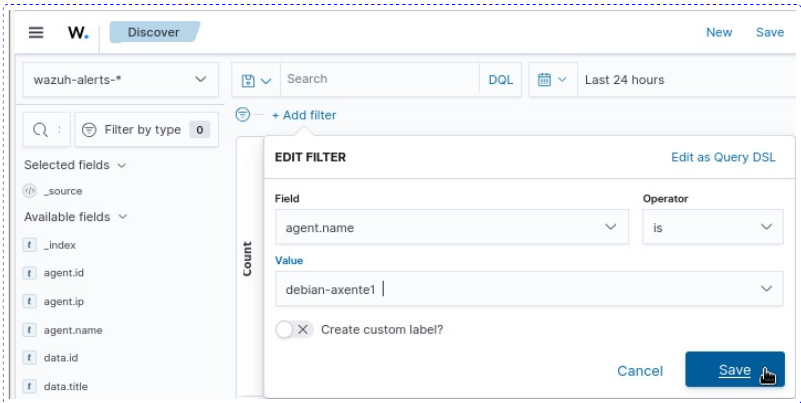 W. Discover New Save
wazuh-alerts-* Search DQL Last 24 hours
+ Add filter
Filter by type 0
EDIT FILTER Edit as Query DSL
Selected fields
_source
Field Operator
Available fields
agent.name is
_index
Count
Value
agent.id
debian-axente1
agent.ip
agent.name
Create custom label?
data.id
Cancel Save
data.title